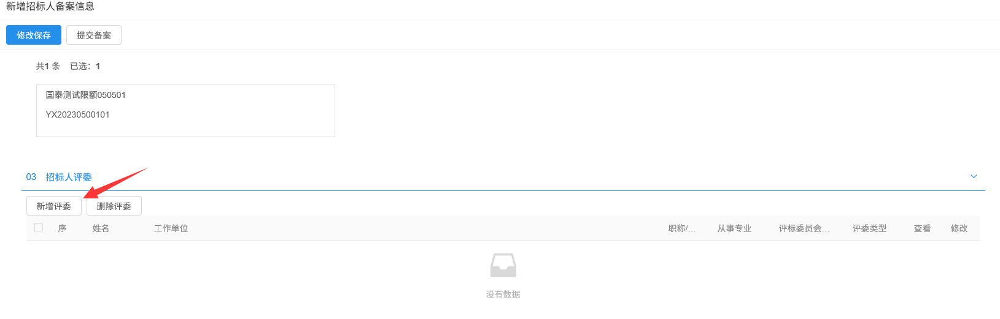 新增招标人备案信息
修改保存 提交备案
共1 条 已选：1
国泰测试限额050501
YX20230500101
03 招标人评委
新增评委 删除评委
序 姓名 工作单位 职称/... 从事专业 评标委员会... 评委类型 查看 修改
没有数据